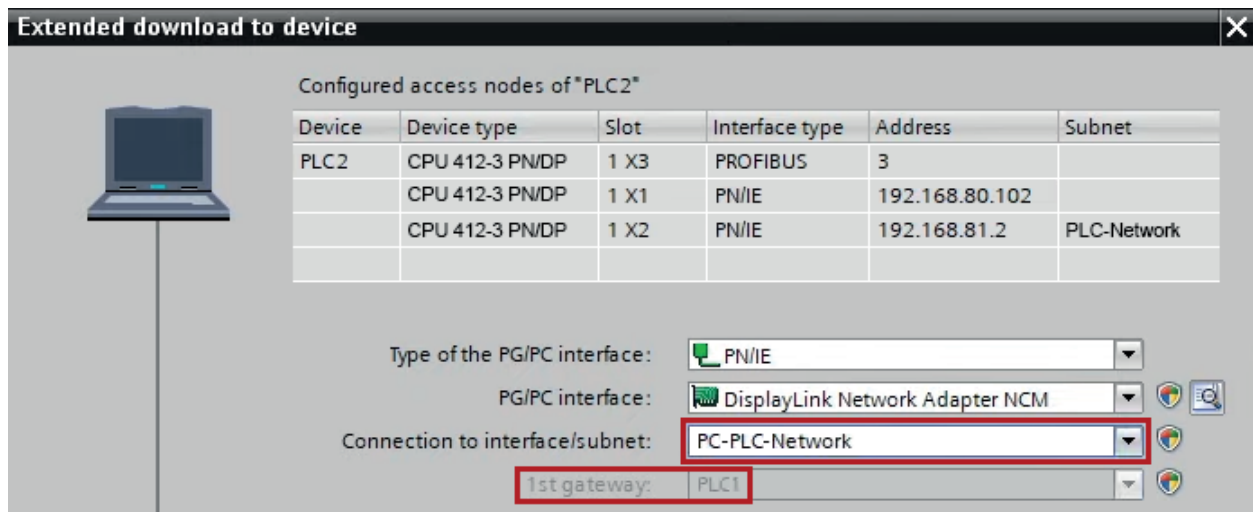 Extended download to device
Configured access nodes of "PLC2"
Device Device type Slot Interface type Address Subnet
PLC2 CPU 412-3 PN/DP 1 X3 PROFIBUS 3
CPU 412-3 PN/DP 1 X1 PN/IE 192.168.80.102
CPU 412-3 PN/DP 1 X2 PN/IE 192.168.81.2 PLC-Network
Type of the PG/PC interface: PN/IE
PG/PC interface: DisplayLink Network Adapter NCM
Connection to interface/subnet: PC-PLC-Network
1st gateway: PLC1